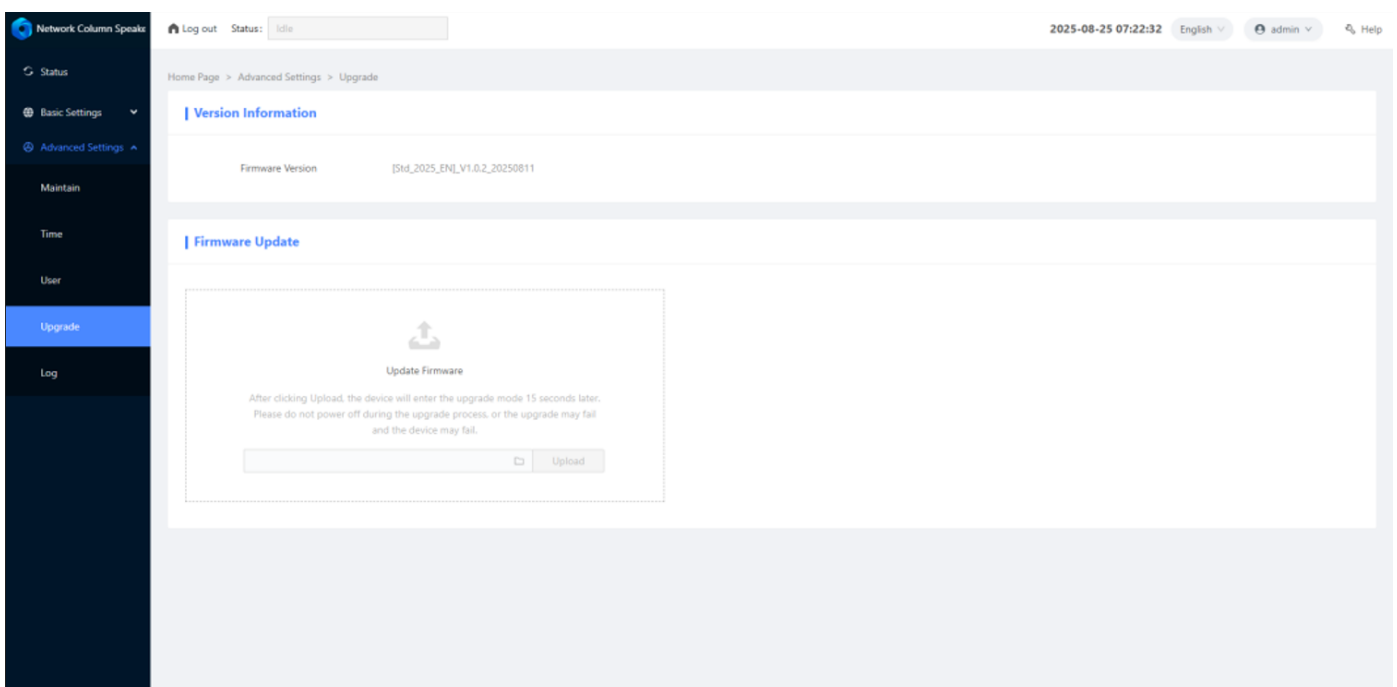 Network Column Speake
Log out Status: Idle
2025-08-25 07:22:32 English admin Help
Status
Basic Settings
Advanced Settings
Maintain
Time
User
Upgrade
Log
Home Page > Advanced Settings > Upgrade
Version Information
Firmware Version [Std_2025_EN]_V1.0.2_20250811
Firmware Update
Update Firmware
After clicking Upload, the device will enter the upgrade mode 15 seconds later.
Please do not power off during the upgrade process, or the upgrade may fail
and the device may fail.
Upload